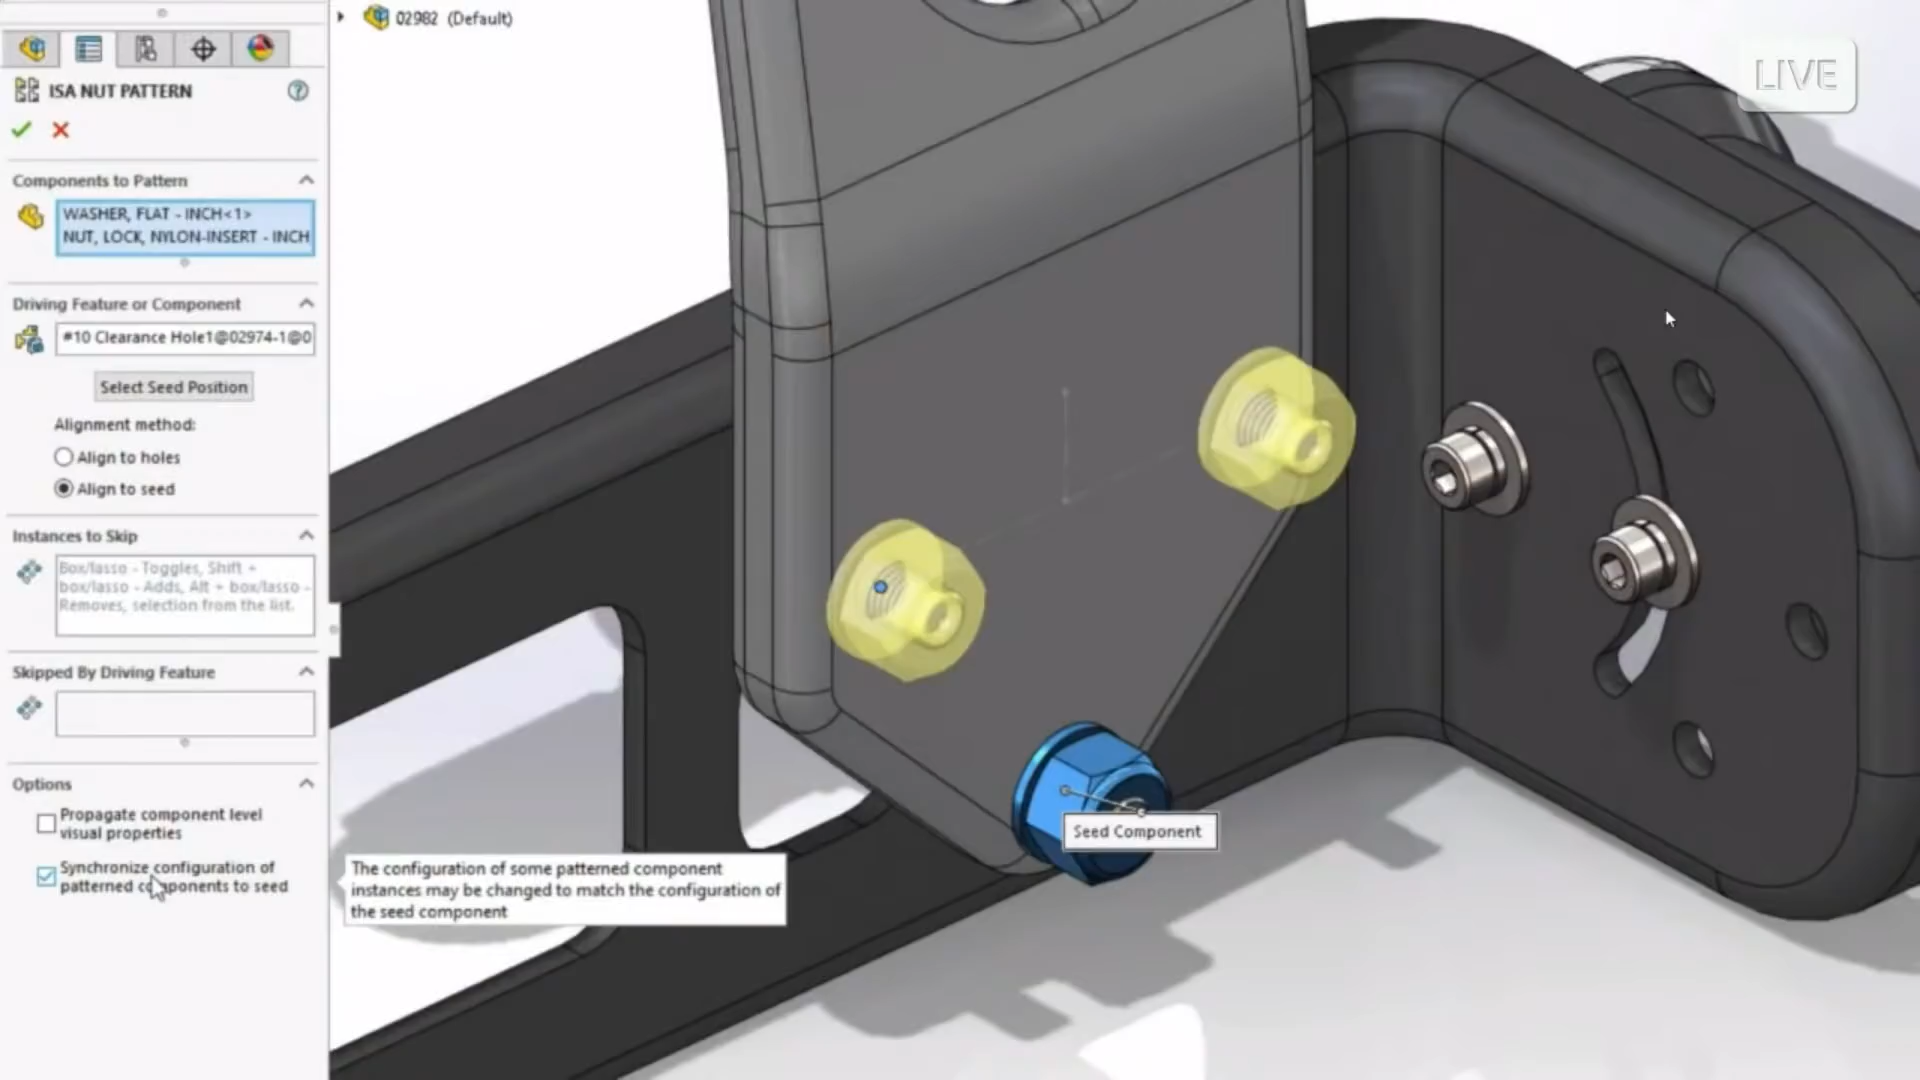 02982 (Default)
LIVE
ISA NUT PATTERN
Components to Pattern
WASHER, FLAT - INCH<1>
NUT, LOCK, NYLON-INSERT - INCH
Driving Feature or Component
#10 Clearance Hole1@02974-1@0
Select Seed Position
Alignment method:
Align to holes
Align to seed
Instances to Skip
Box/lasso - Toggles, Shift +
box/lasso - Adds, Alt + box/lasso -
Removes, selection from the list.
Skipped By Driving Feature
Options
Propagate component level
visual properties
Synchronize configuration of
patterned components to seed
The configuration of some patterned component
instances may be changed to match the configuration of
the seed component
Seed Component